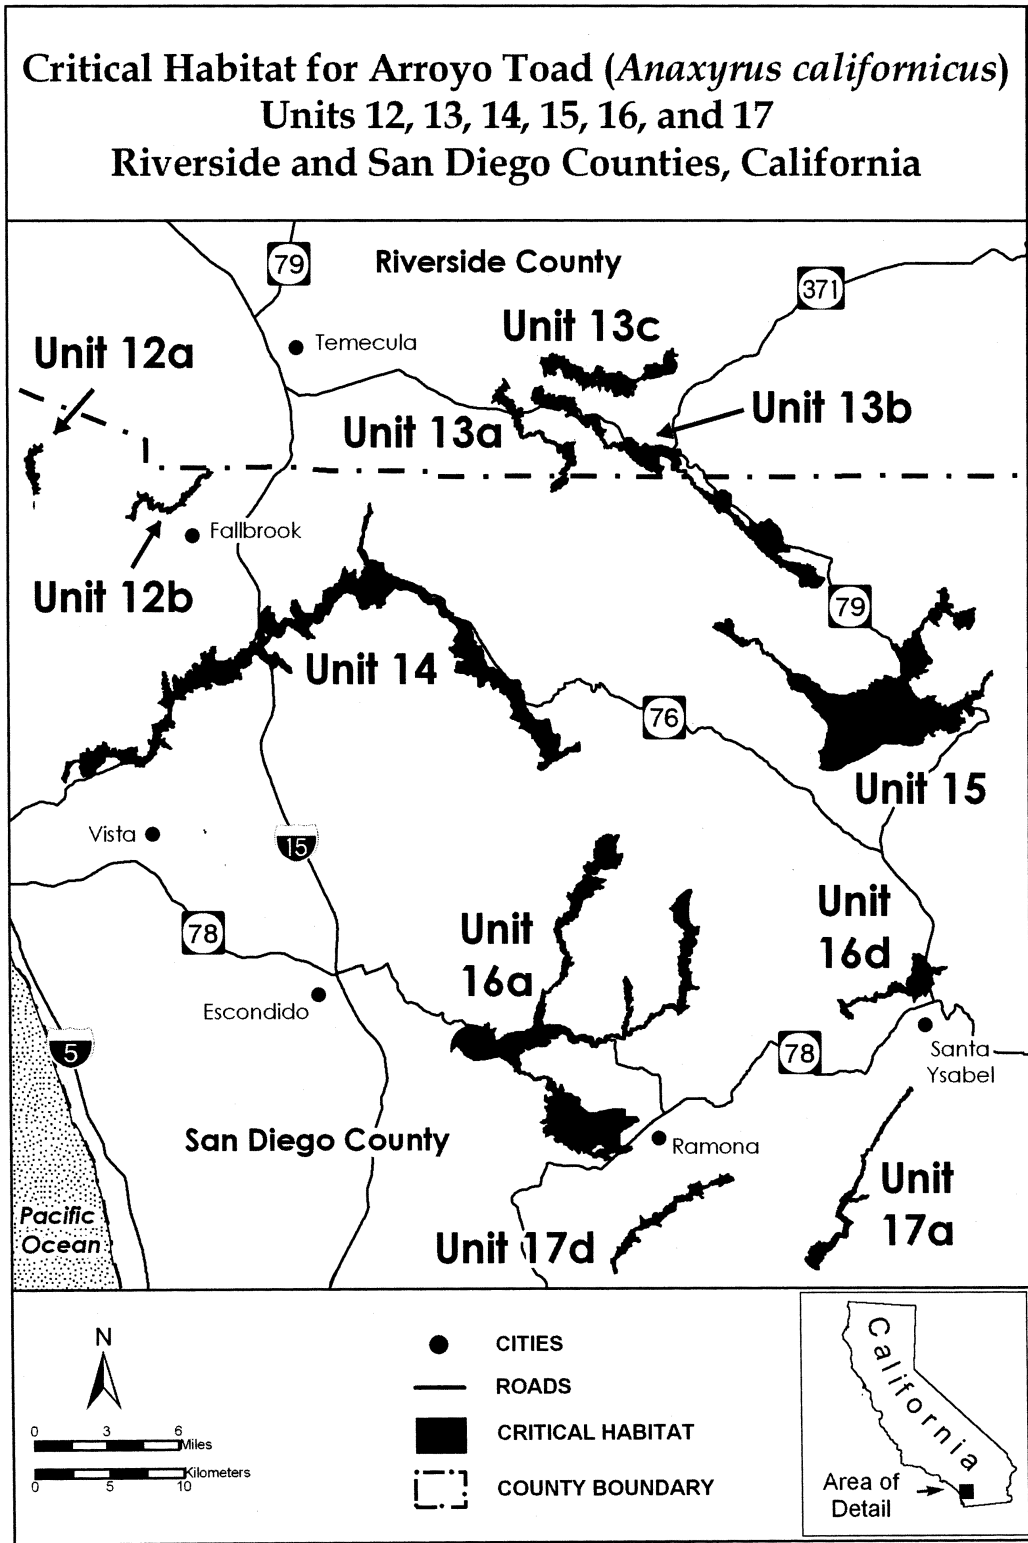 Critical Habitat for Arroyo Toad (Anaxyrus californicus)
Units 12, 13, 14, 15, 16, and 17
Riverside and San Diego Counties, California
79
Riverside County
371
Unit 13c
Temecula
Unit 12a
Unit 13b
Unit 13a
Fallbrook
Unit 12b
79
Unit 14
76
Unit 15
Vista
15
78
Unit
16a
Unit
16d
Escondido
5
78
Santa
Ysabel
San Diego County
Ramona
Unit
17a
Pacific
Ocean
Unit 17d
N
0 3 6
Miles
Kilometers
0 5 10
CITIES
ROADS
CRITICAL HABITAT
COUNTY BOUNDARY
California
Area of
Detail